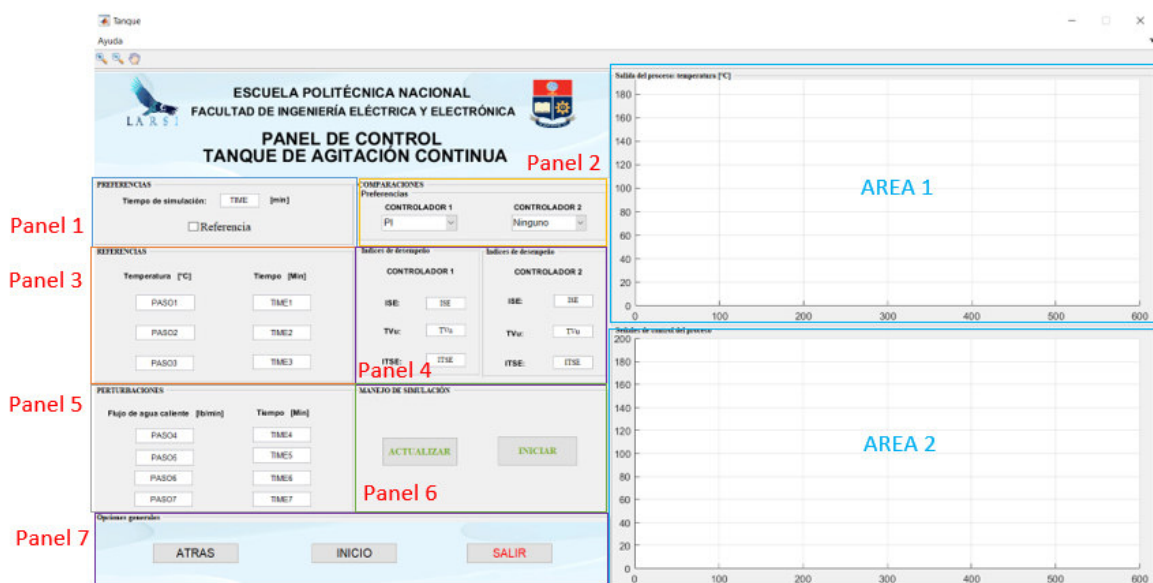 Tanque
Ayuda
LARSI
ESCUELA POLITÉCNICA NACIONAL
FACULTAD DE INGENIERÍA ELÉCTRICA Y ELECTRÓNICA
PANEL DE CONTROL
TANQUE DE AGITACIÓN CONTINUA
Panel 2
Panel 1
PREFERENCIAS
Tiempo de simulación: TIME [min]
Referencia
COMPARACIONES
Preferencias
CONTROLADOR 1 CONTROLADOR 2
PI Ninguno
Panel 3
REFERENCIAS
Temperatura [°C] Tiempo [Min]
PASO1 TIME1
PASO2 TIME2
PASO3 TIME3
Indices de desempeño Indices de desempeño
CONTROLADOR 1 CONTROLADOR 2
ISE: ISE ISE: ISE
TVu: TVu TVu: TVu
ITSE: ITSE ITSE: ITSE
Panel 4
Panel 5
PERTURBACIONES
Flujo de agua caliente [lb/min] Tiempo [Min]
PASO4 TIME4
PASO5 TIME5
PASO6 TIME6
PASO7 TIME7
MANEJO DE SIMULACIÓN
ACTUALIZAR INICIAR
Panel 6
Panel 7
Opciones generales
ATRAS INICIO SALIR
Salida del proceso: temperatura [°C]
180
160
140
120
100
80
60
40
20
0
0 100 200 300 400 500 600
AREA 1
Señales de control del proceso
200
180
160
140
120
100
80
60
40
20
0
0 100 200 300 400 500 600
AREA 2